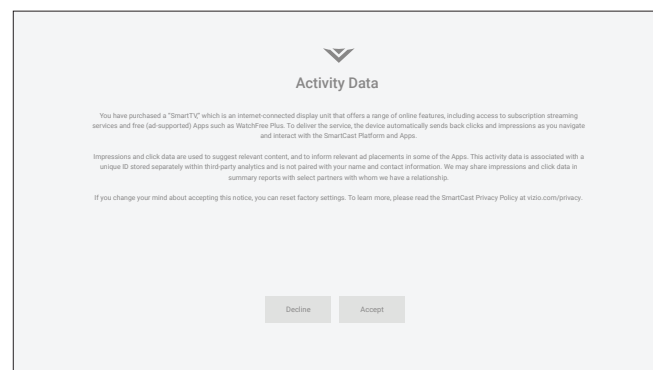 Activity Data
You have purchased a "SmartTV," which is an internet-connected display unit that offers a range of online features, including access to subscription streaming
services and free (ad-supported) Apps such as WatchFree Plus. To deliver the service, the device automatically sends back clicks and impressions as you navigate
and interact with the SmartCast Platform and Apps.
Impressions and click data are used to suggest relevant content, and to inform relevant ad placements in some of the Apps. This activity data is associated with a
unique ID stored separately within third-party analytics and is not paired with your name and contact information. We may share impressions and click data in
summary reports with select partners with whom we have a relationship.
If you change your mind about accepting this notice, you can reset factory settings. To learn more, please read the SmartCast Privacy Policy at vizio.com/privacy.
Decline Accept